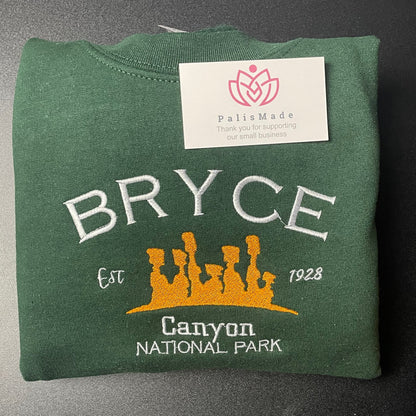 PalisMade
Thank you for supporting
our small business
BRYCE
Est 1928
Canyon
NATIONAL PARK